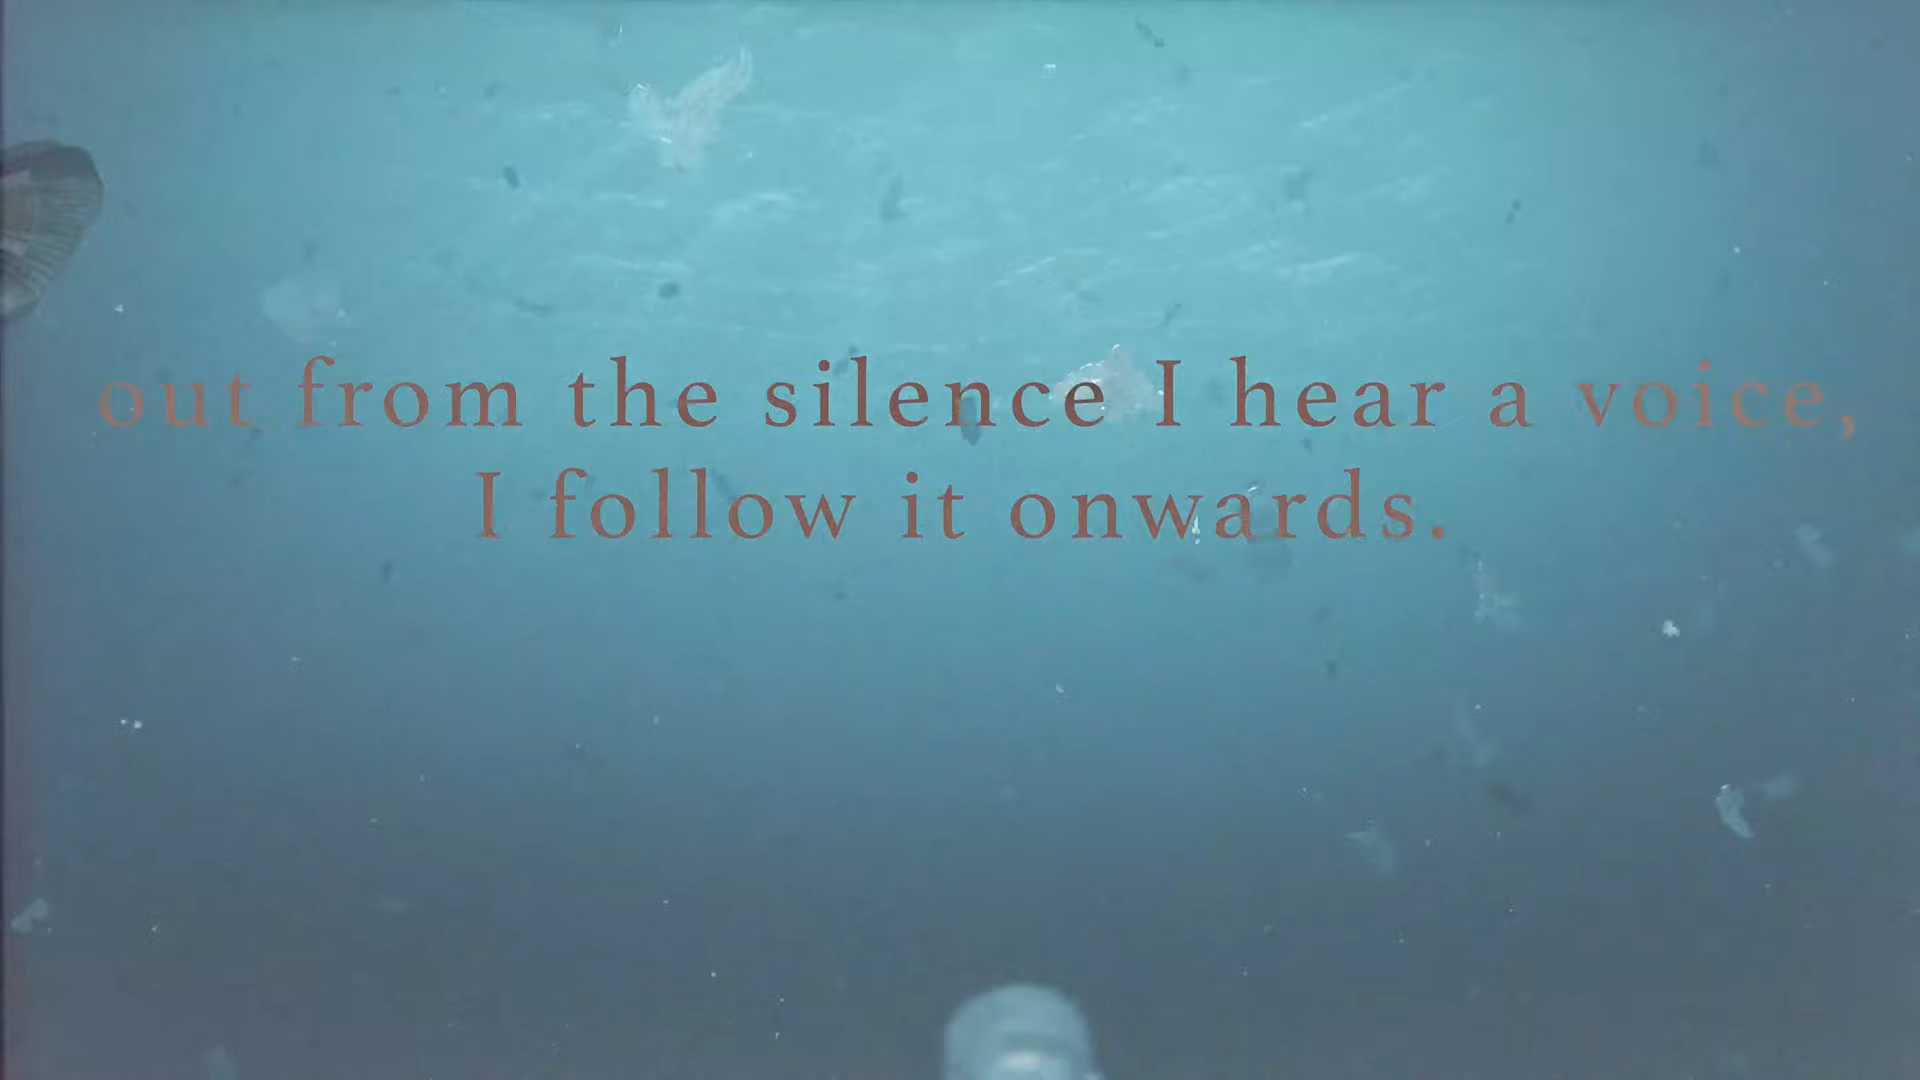 out from the silence I hear a voice,
I follow it onwards.